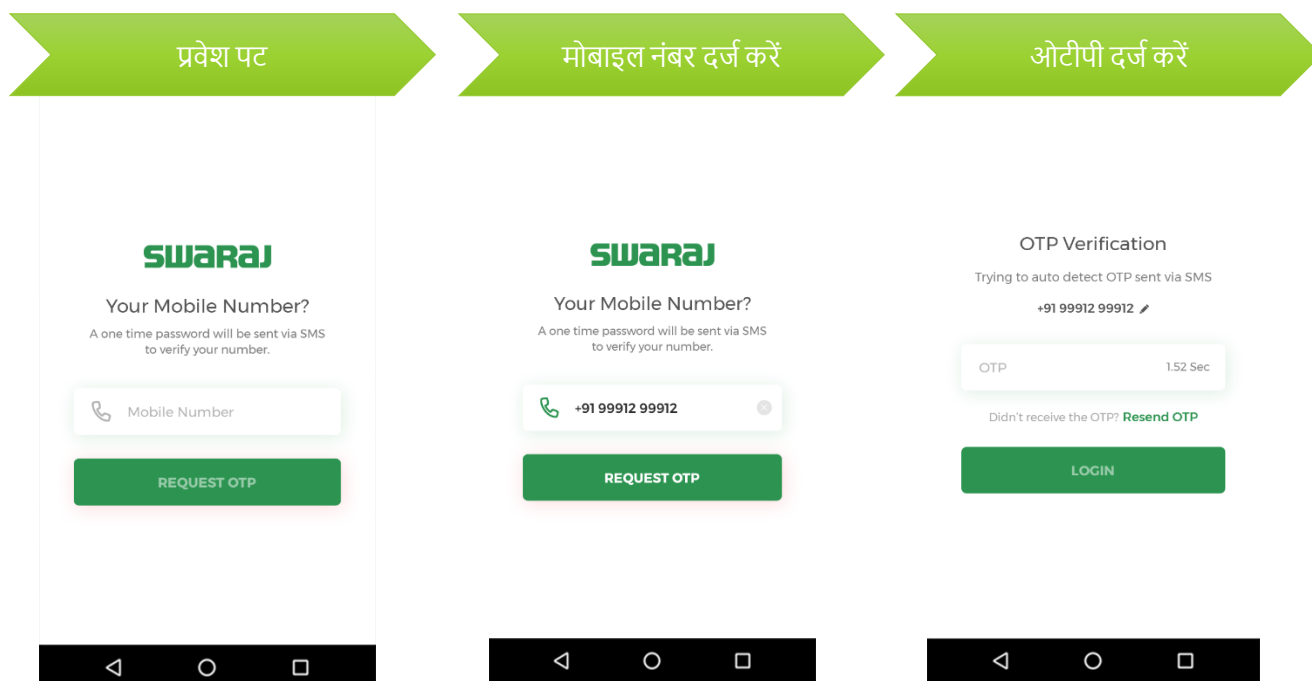 प्रवेश पट
मोबाइल नंबर दर्ज करें
ओटीपी दर्ज करें
SWARAJ
Your Mobile Number?
A one time password will be sent via SMS
to verify your number.
Mobile Number
REQUEST OTP
SWARAJ
Your Mobile Number?
A one time password will be sent via SMS
to verify your number.
+91 99912 99912
REQUEST OTP
OTP Verification
Trying to auto detect OTP sent via SMS
+91 99912 99912
OTP 1.52 Sec
Didn't receive the OTP? Resend OTP
LOGIN